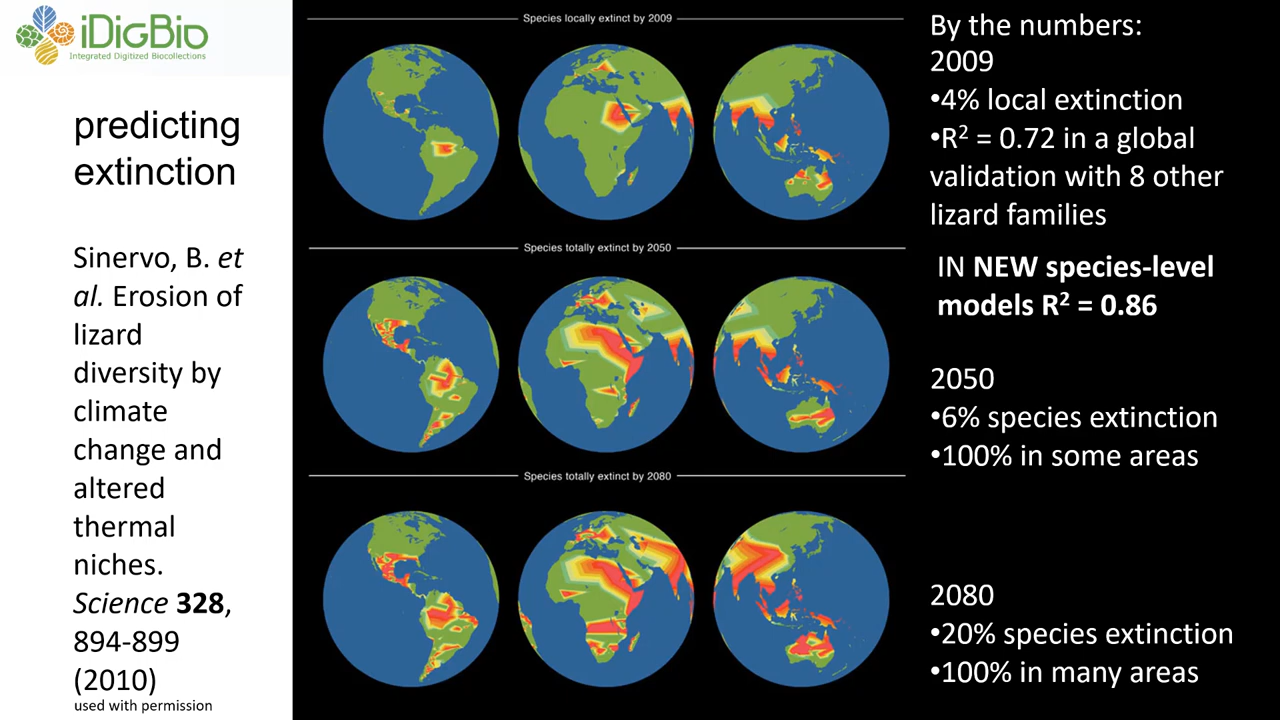 iDigBio
Integrated Digitized Biocollections
predicting
extinction
Sinervo, B. et
al. Erosion of
lizard
diversity by
climate
change and
altered
thermal
niches.
Science 328,
894-899
(2010)
used with permission
Species locally extinct by 2009
Species totally extinct by 2050
Species totally extinct by 2080
By the numbers:
2009
•4% local extinction
•R² = 0.72 in a global
validation with 8 other
lizard families
IN NEW species-level
models R² = 0.86
2050
•6% species extinction
•100% in some areas
2080
•20% species extinction
•100% in many areas